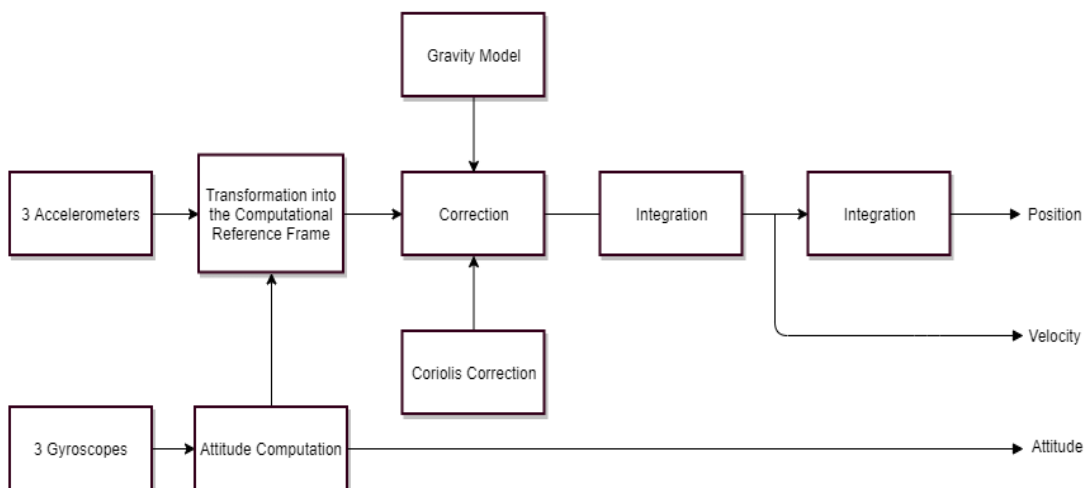 Gravity Model
3 Accelerometers
Transformation into
the Computational
Reference Frame
Correction
Integration
Integration
Position
Velocity
Coriolis Correction
3 Gyroscopes
Attitude Computation
Attitude